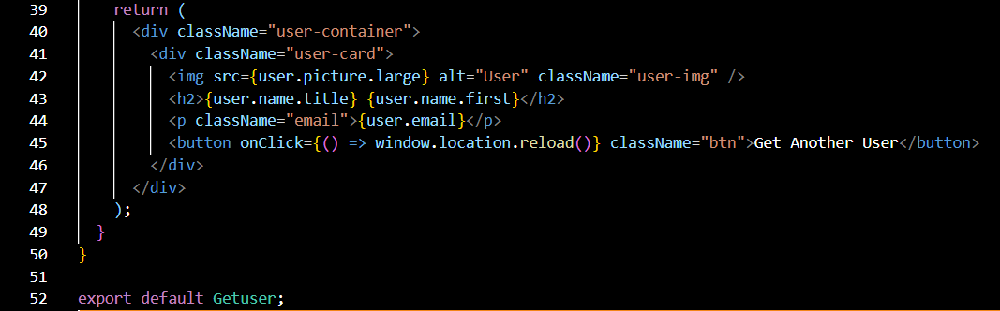 39 return (
40 <div className="user-container">
41 <div className="user-card">
42 <img src={user.picture.large} alt="User" className="user-img" />
43 <h2>{user.name.title} {user.name.first}</h2>
44 <p className="email">{user.email}</p>
45 <button onClick={() => window.location.reload()} className="btn">Get Another User</button>
46 </div>
47 </div>
48 );
49 }
50 }
51
52 export default Getuser;